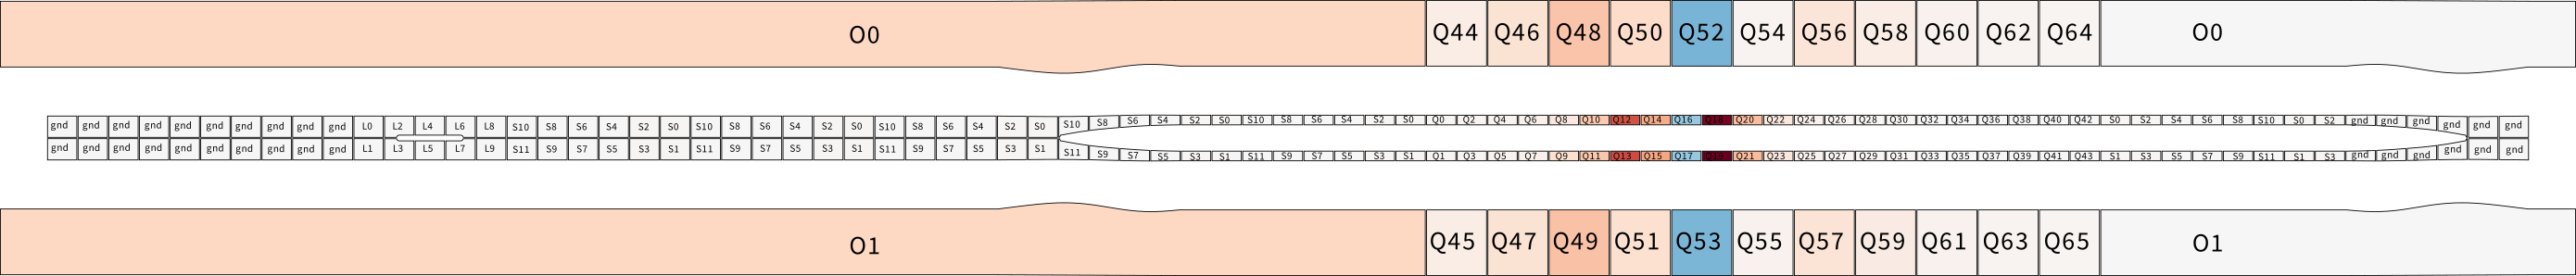 O0 Q44 Q46 Q48 Q50 Q52 Q54 Q56 Q58 Q60 Q62 Q64 O0
gnd gnd gnd gnd gnd gnd gnd gnd gnd gnd L0 L2 L4 L6 L8 S10 S8 S6 S4 S2 S0 S10 S8 S6 S4 S2 S0 S10 S8 S6 S4 S2 S0 S10 S8 S6 S4 S2 S0 S10 S8 S6 S4 S2 S0 Q0 Q2 Q4 Q6 Q8 Q10 Q12 Q14 Q16 Q18 Q20 Q22 Q24 Q26 Q28 Q30 Q32 Q34 Q36 Q38 Q40 Q42 S0 S2 S4 S6 S8 S10 S0 S2 gnd gnd gnd gnd gnd gnd
gnd gnd gnd gnd gnd gnd gnd gnd gnd gnd L1 L3 L5 L7 L9 S11 S9 S7 S5 S3 S1 S11 S9 S7 S5 S3 S1 S11 S9 S7 S5 S3 S1 S11 S9 S7 S5 S3 S1 S11 S9 S7 S5 S3 S1 Q1 Q3 Q5 Q7 Q9 Q11 Q13 Q15 Q17 Q19 Q21 Q23 Q25 Q27 Q29 Q31 Q33 Q35 Q37 Q39 Q41 Q43 S1 S3 S5 S7 S9 S11 S1 S3 gnd gnd gnd gnd gnd gnd
O1 Q45 Q47 Q49 Q51 Q53 Q55 Q57 Q59 Q61 Q63 Q65 O1